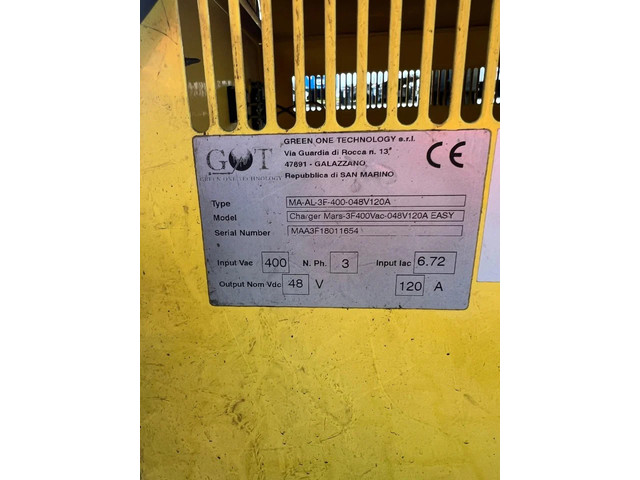 GREEN ONE TECHNOLOGY s.r.l.
Via Guardia di Rocca n. 13,
47891 - GALAZZANO,
Repubblica di SAN MARINO
CE
GOT
GREEN ONE TECHNOLOGY
Type MA-AL-3F-400-048V120A
Model Charger Mars-3F400Vac-048V120A EASY
Serial Number MAA3F18011654
Input Vac 400 N. Ph. 3 Input Iac 6.72
Output Nom Vdc 48 V 120 A